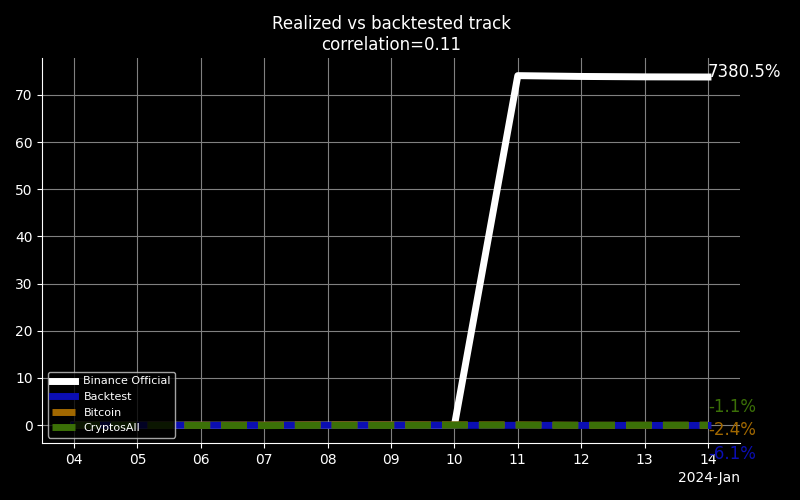 Realized vs backtested track
correlation=0.11
7380.5%
70
60
50
40
30
20
10
0
Binance Official
Backtest
Bitcoin
CryptosAll
-1.1%
-2.4%
-6.1%
04 05 06 07 08 09 10 11 12 13 14
2024-Jan